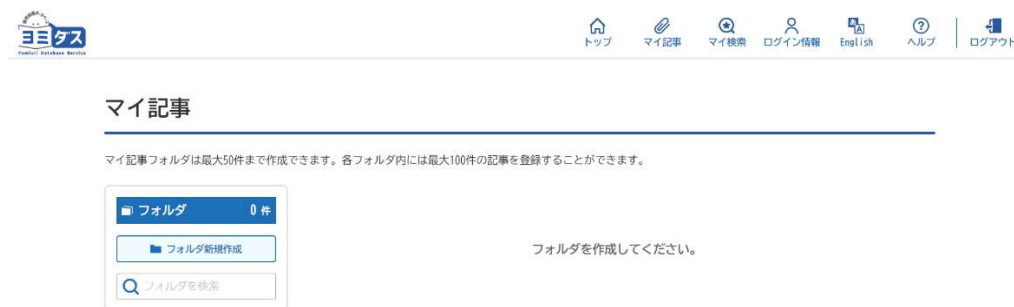 ヨミダス
Yomiuri Database Service
トップ
マイ記事
マイ検索
ログイン情報
English
ヘルプ
ログアウト
マイ記事
マイ記事フォルダは最大50件まで作成できます。各フォルダ内には最大100件の記事を登録することができます。
フォルダ 0 件
フォルダ新規作成
フォルダを検索
フォルダを作成してください。